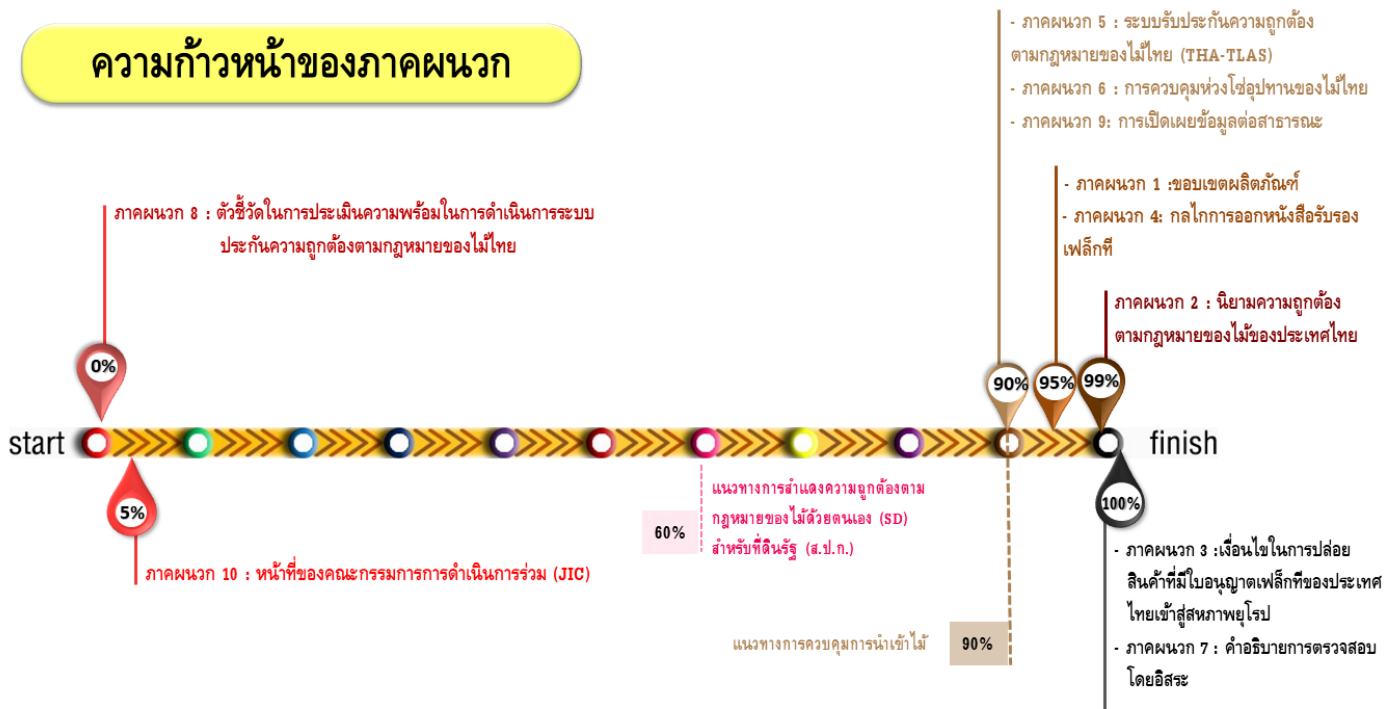 ความก้าวหน้าของภาคผนวก
- ภาคผนวก 5 : ระบบรับประกันความถูกต้อง
ตามกฎหมายของไม้ไทย (THA-TLAS)
- ภาคผนวก 6 : การควบคุมห่วงโซ่อุปทานของไม้ไทย
- ภาคผนวก 9: การเปิดเผยข้อมูลต่อสาธารณะ
- ภาคผนวก 1 :ขอบเขตผลิตภัณฑ์
- ภาคผนวก 4: กลไกการออกหนังสือรับรอง
เฟล็กที
ภาคผนวก 8 : ตัวชี้วัดในการประเมินความพร้อมในการดำเนินการระบบ
ประกันความถูกต้องตามกฎหมายของไม้ไทย
ภาคผนวก 2 : นิยามความถูกต้อง
ตามกฎหมายของไม้ของประเทศไทย
0%
90%
95%
99%
start
finish
5%
100%
60%
แนวทางการสำแดงความถูกต้องตาม
กฎหมายของไม้ด้วยตนเอง (SD)
สำหรับที่ดินรัฐ (ส.ป.ก.)
ภาคผนวก 10 : หน้าที่ของคณะกรรมการการดำเนินการร่วม (JIC)
- ภาคผนวก 3 :เงื่อนไขในการปล่อย
สินค้าที่มีใบอนุญาตเฟล็กทีของประเทศ
ไทยเข้าสู่สหภาพยุโรป
- ภาคผนวก 7 : คำอธิบายการตรวจสอบ
โดยอิสระ
แนวทางการควบคุมการนำเข้าไม้
90%